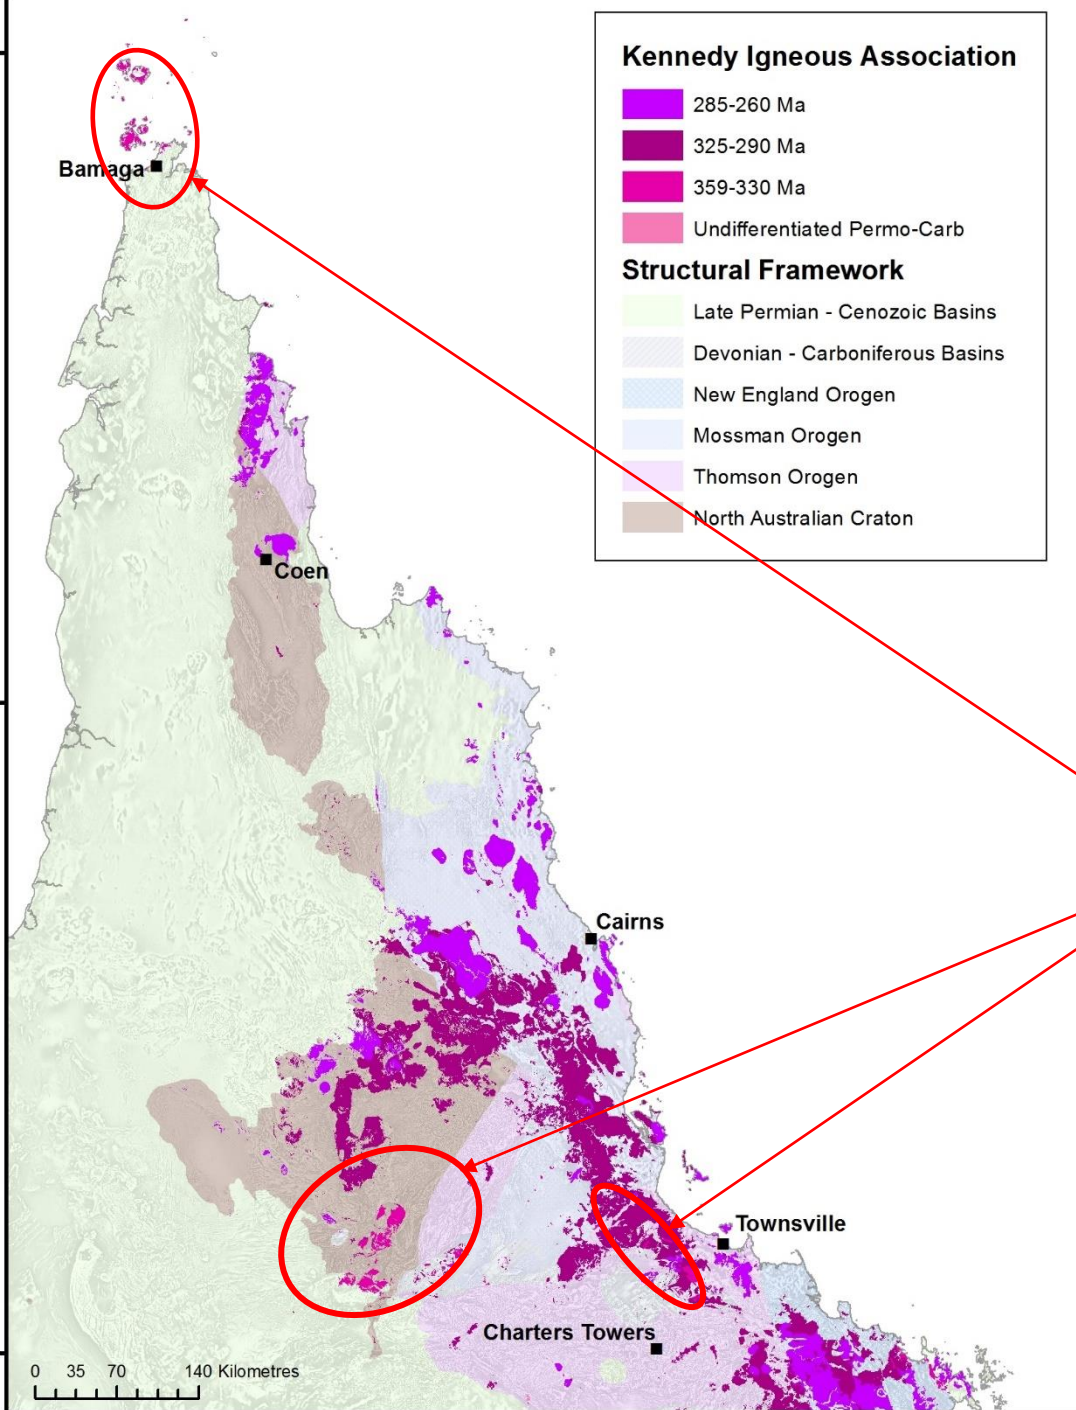 Kennedy Igneous Association
285-260 Ma
325-290 Ma
359-330 Ma
Undifferentiated Permo-Carb
Structural Framework
Late Permian - Cenozoic Basins
Devonian - Carboniferous Basins
New England Orogen
Mossman Orogen
Thomson Orogen
North Australian Craton
Bamaga
Coen
Cairns
Townsville
Charters Towers
0 35 70 140 Kilometres